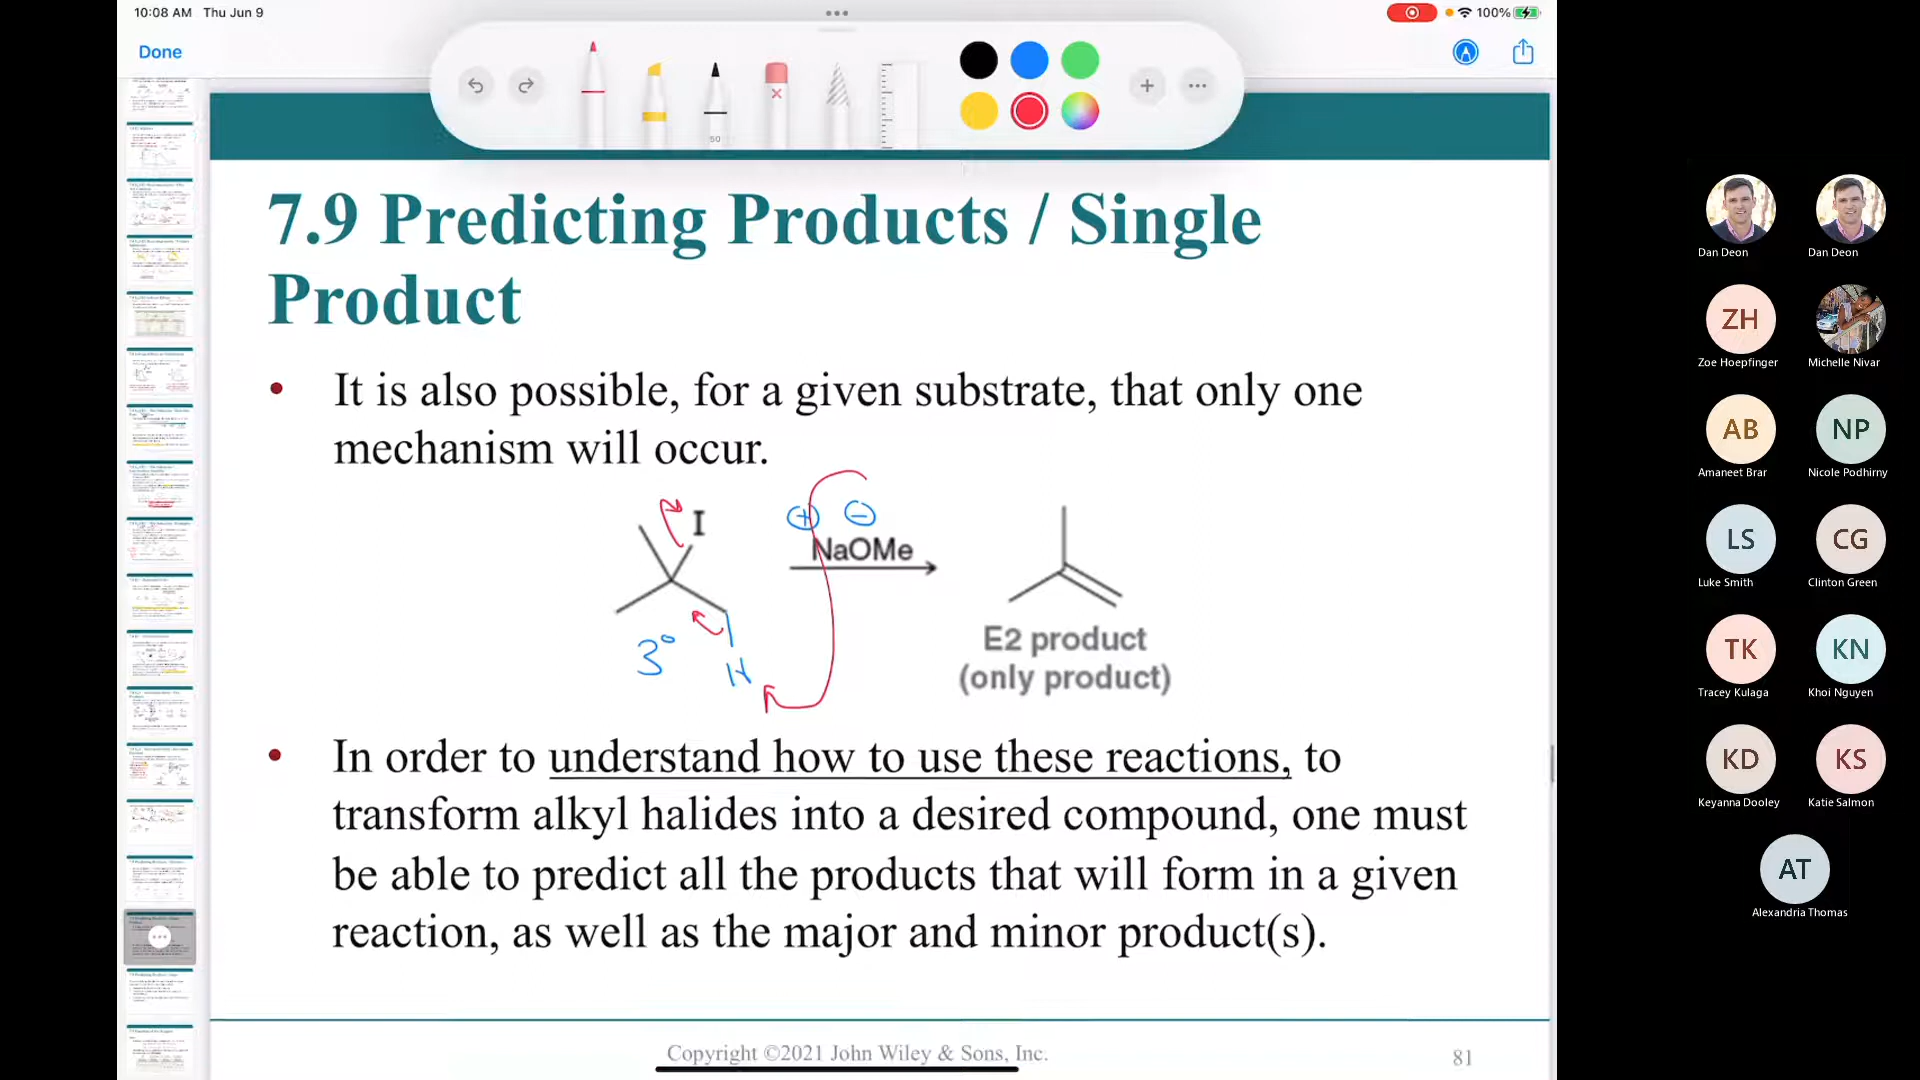 10:08 AM Thu Jun 9
100%
Done
50
7.9 Predicting Products / Single
Product
• It is also possible, for a given substrate, that only one
mechanism will occur.
I
+ −
NaOMe
3°
H
E2 product
(only product)
• In order to understand how to use these reactions, to
transform alkyl halides into a desired compound, one must
be able to predict all the products that will form in a given
reaction, as well as the major and minor product(s).
Copyright ©2021 John Wiley & Sons, Inc.
81
Dan Deon
Dan Deon
ZH
Zoe Hoepfinger
Michelle Nivar
AB
Amaneet Brar
NP
Nicole Podhirny
LS
Luke Smith
CG
Clinton Green
TK
Tracey Kulaga
KN
Khoi Nguyen
KD
Keyanna Dooley
KS
Katie Salmon
AT
Alexandria Thomas